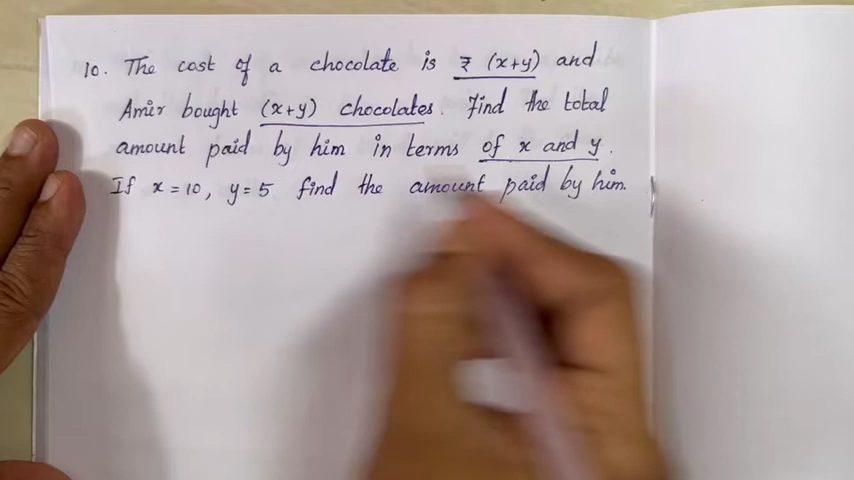 10. The cost of a chocolate is ₹ (x+y) and
Amir bought (x+y) chocolates. Find the total
amount paid by him in terms of x and y.
If x = 10, y = 5 find the amount paid by him.